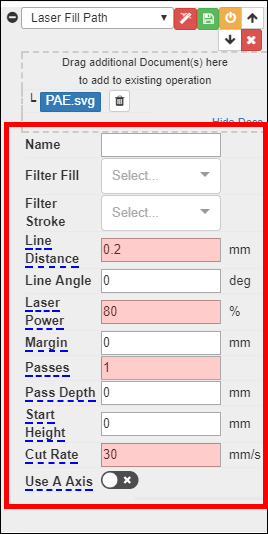 Laser Fill Path
Drag additional Document(s) here
to add to existing operation
PAE.svg
Name
Filter Fill Select...
Filter
Stroke Select...
Line
Distance 0.2 mm
Line Angle 0 deg
Laser
Power 80 %
Margin 0 mm
Passes 1
Pass Depth 0 mm
Start
Height 0 mm
Cut Rate 30 mm/s
Use A Axis